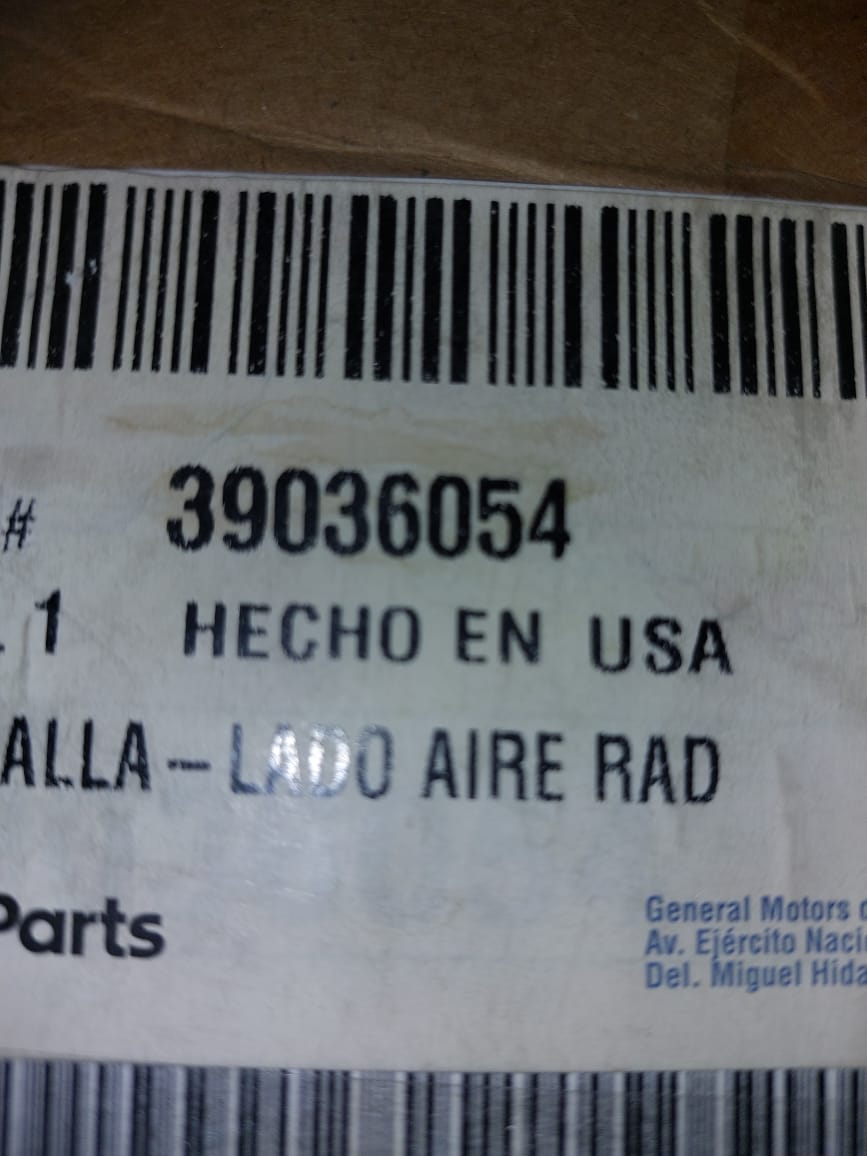 # 39036054
. 1 HECHO EN USA
ALLA - LADO AIRE RAD
Parts
General Motors d
Av. Ejército Naci
Del. Miguel Hida